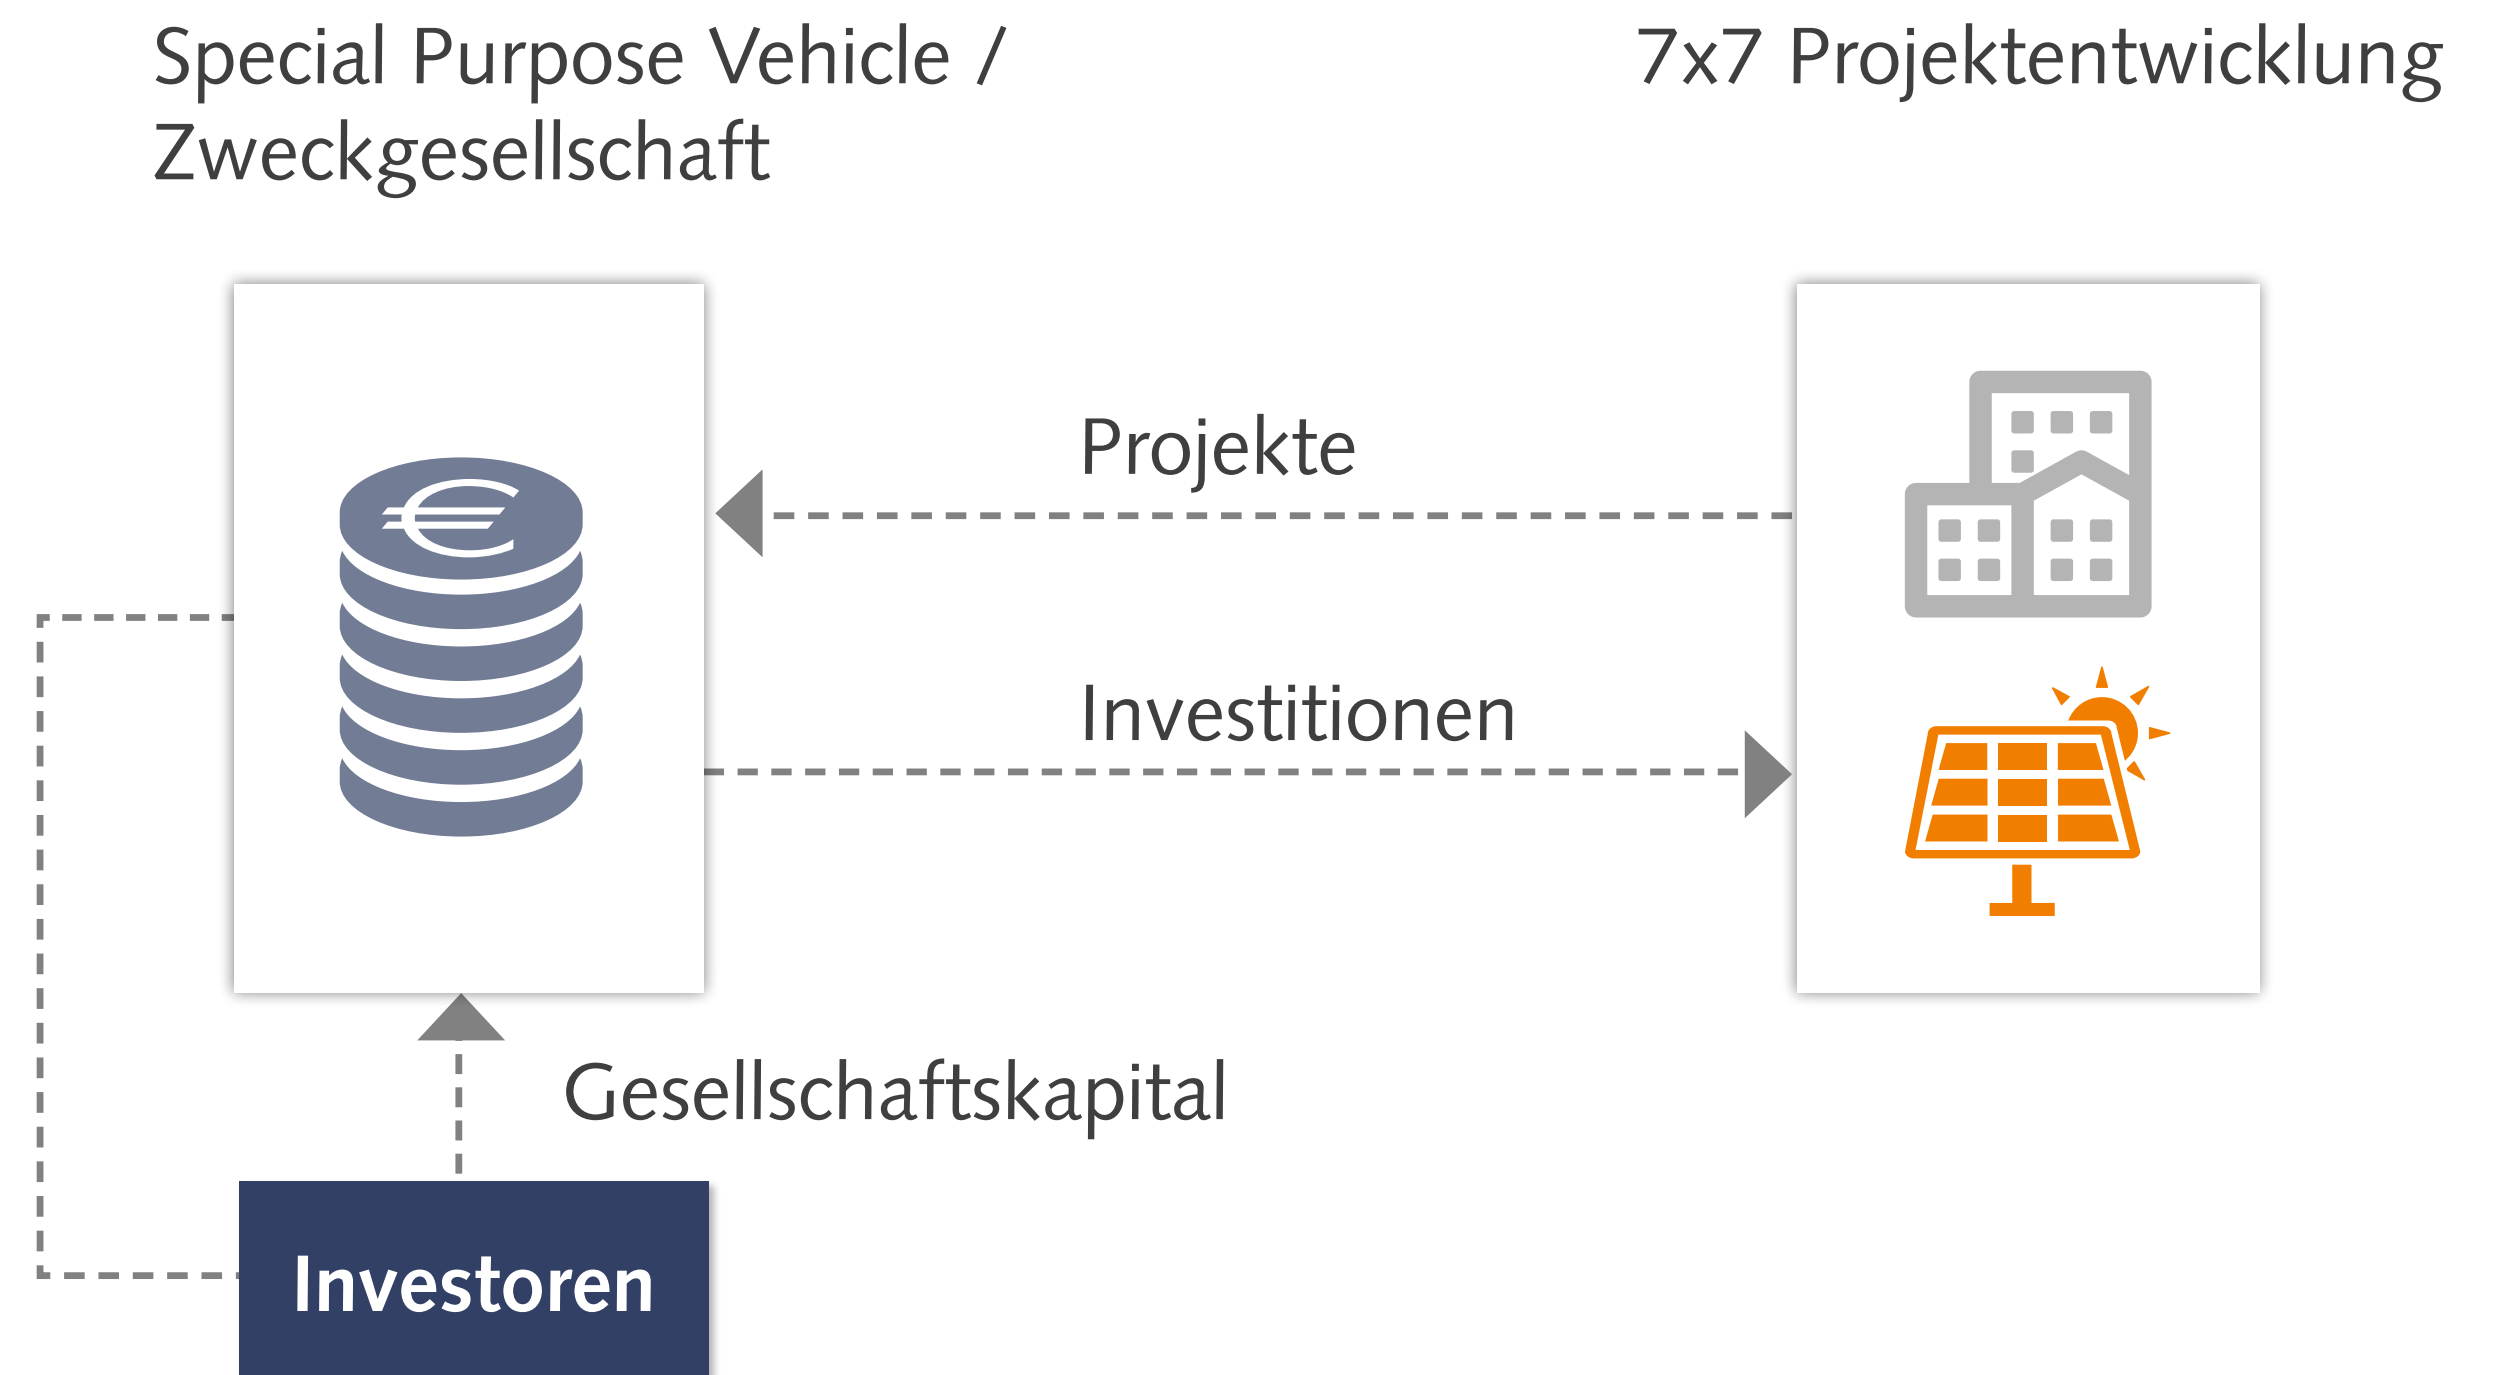 Special Purpose Vehicle /
Zweckgesellschaft
7x7 Projektentwicklung
Projekte
Investitionen
Gesellschaftskapital
Investoren